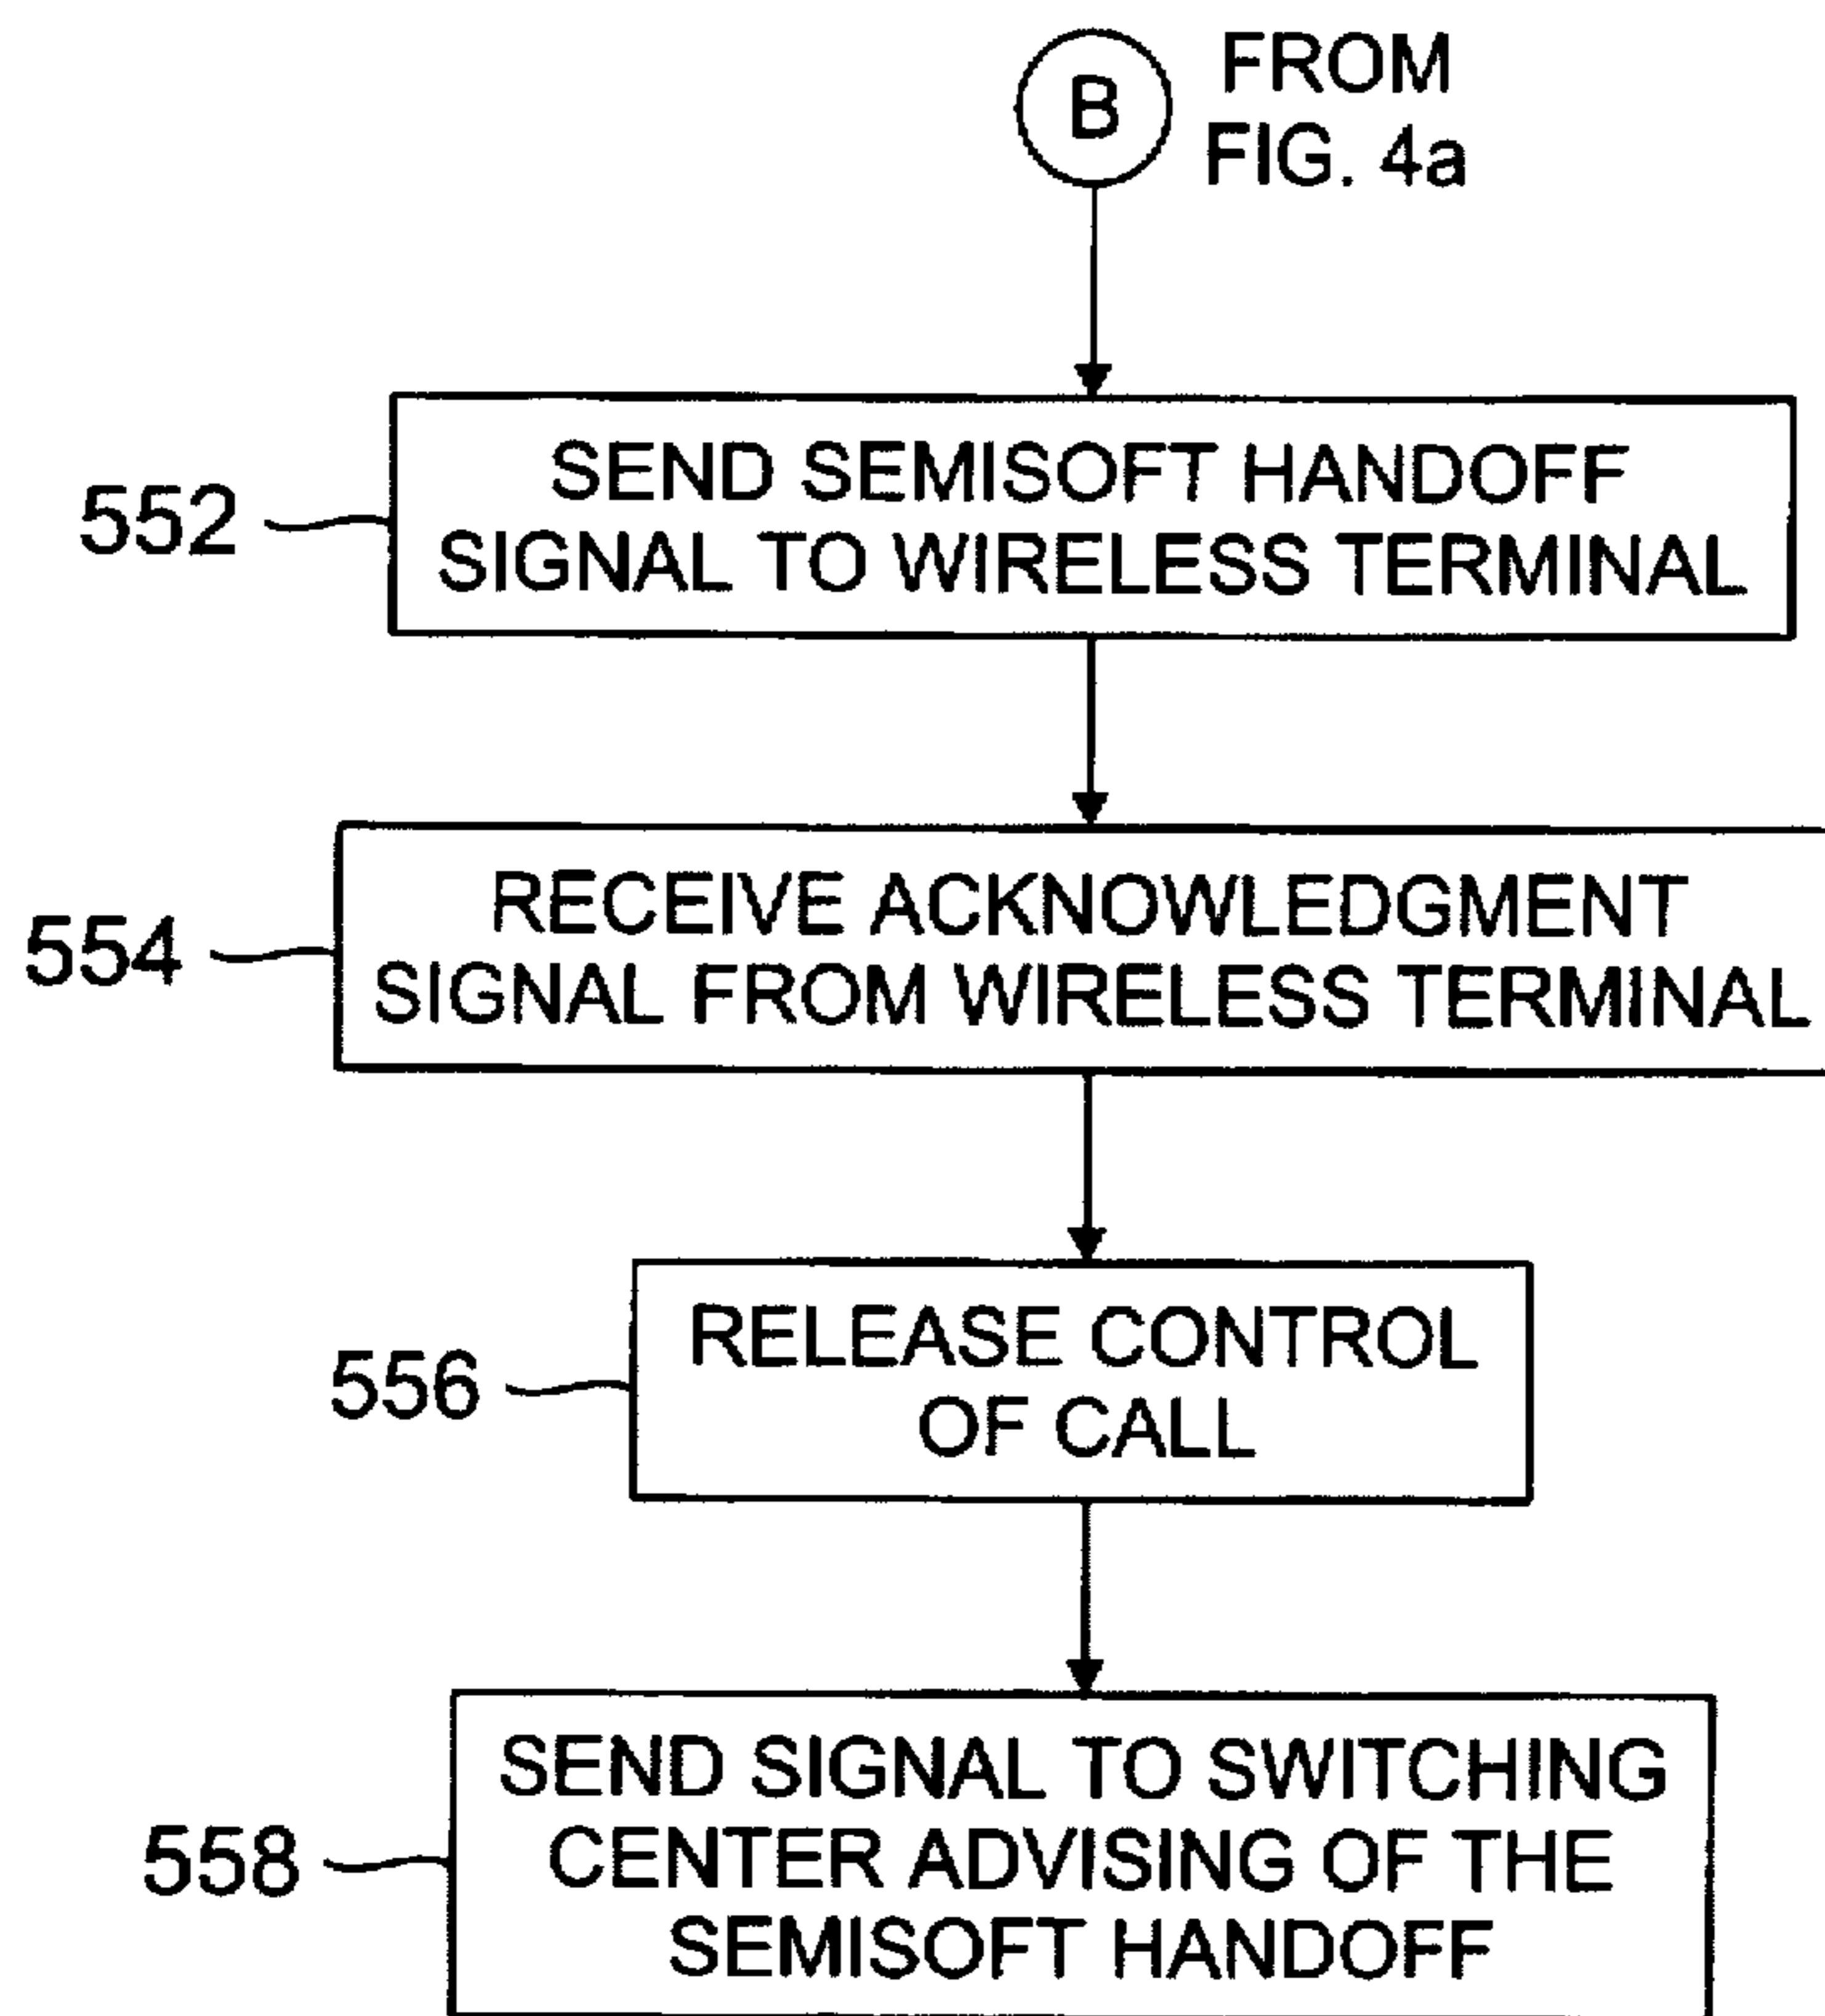 B
FROM
FIG. 4a
552
SEND SEMISOFT HANDOFF
SIGNAL TO WIRELESS TERMINAL
554
RECEIVE ACKNOWLEDGMENT
SIGNAL FROM WIRELESS TERMINAL
556
RELEASE CONTROL
OF CALL
558
SEND SIGNAL TO SWITCHING
CENTER ADVISING OF THE
SEMISOFT HANDOFF